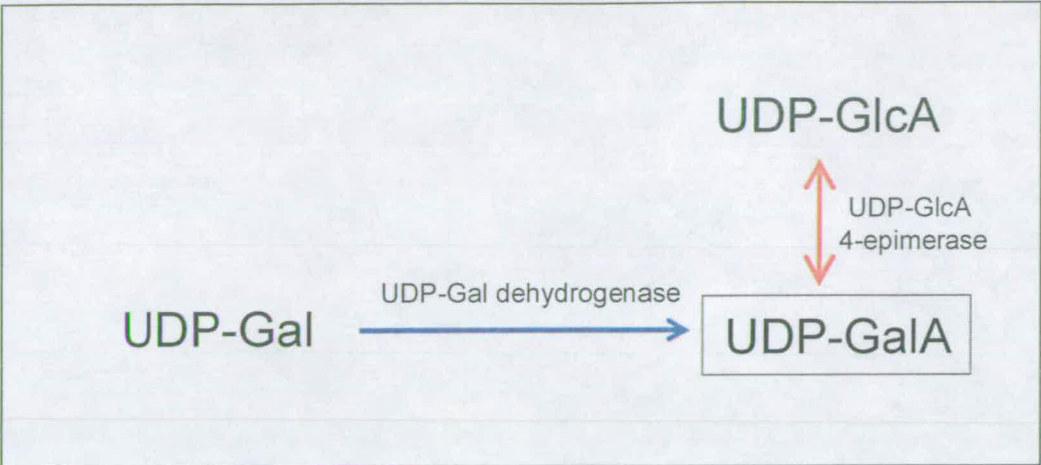 UDP-GlcA
UDP-GlcA
4-epimerase
UDP-Gal dehydrogenase
UDP-Gal
UDP-GalA